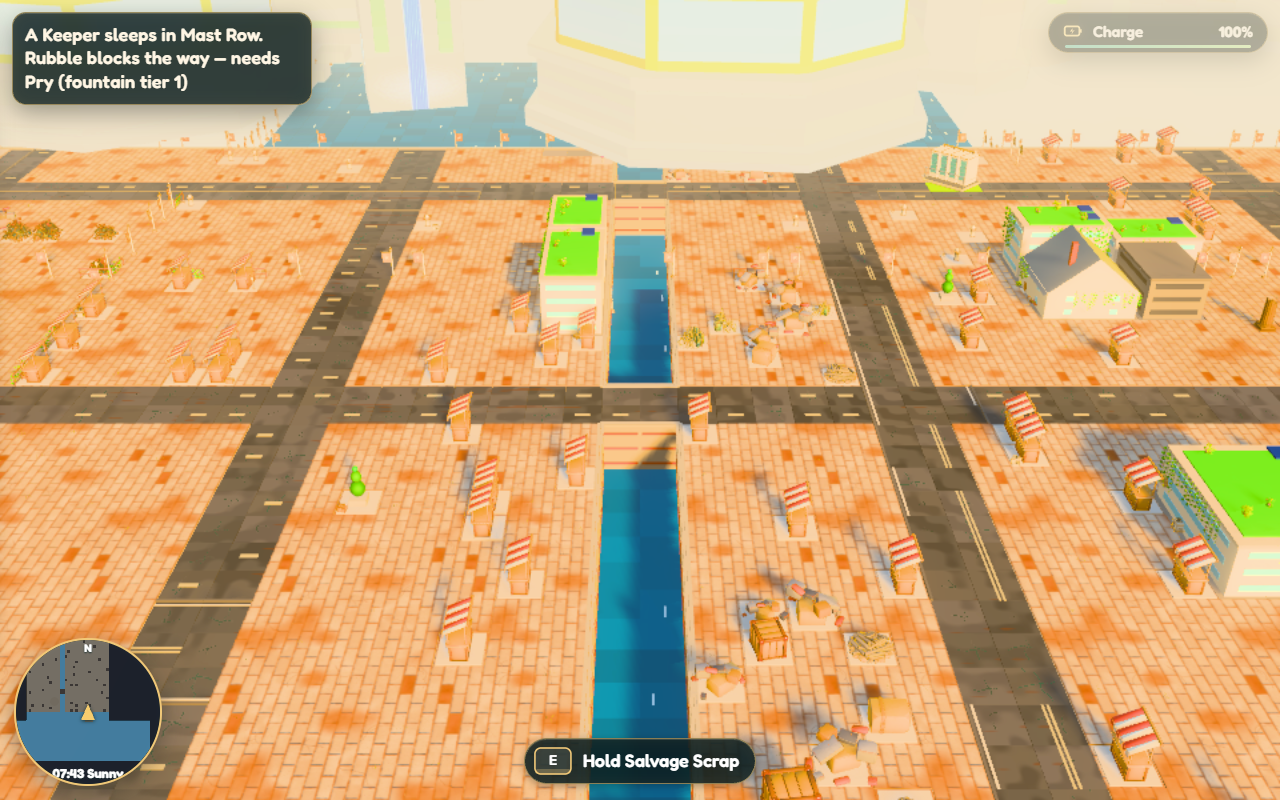 A Keeper sleeps in Mast Row.
Rubble blocks the way — needs
Pry (fountain tier 1)
Charge 100%
N
07:43 Sunny
E Hold Salvage Scrap